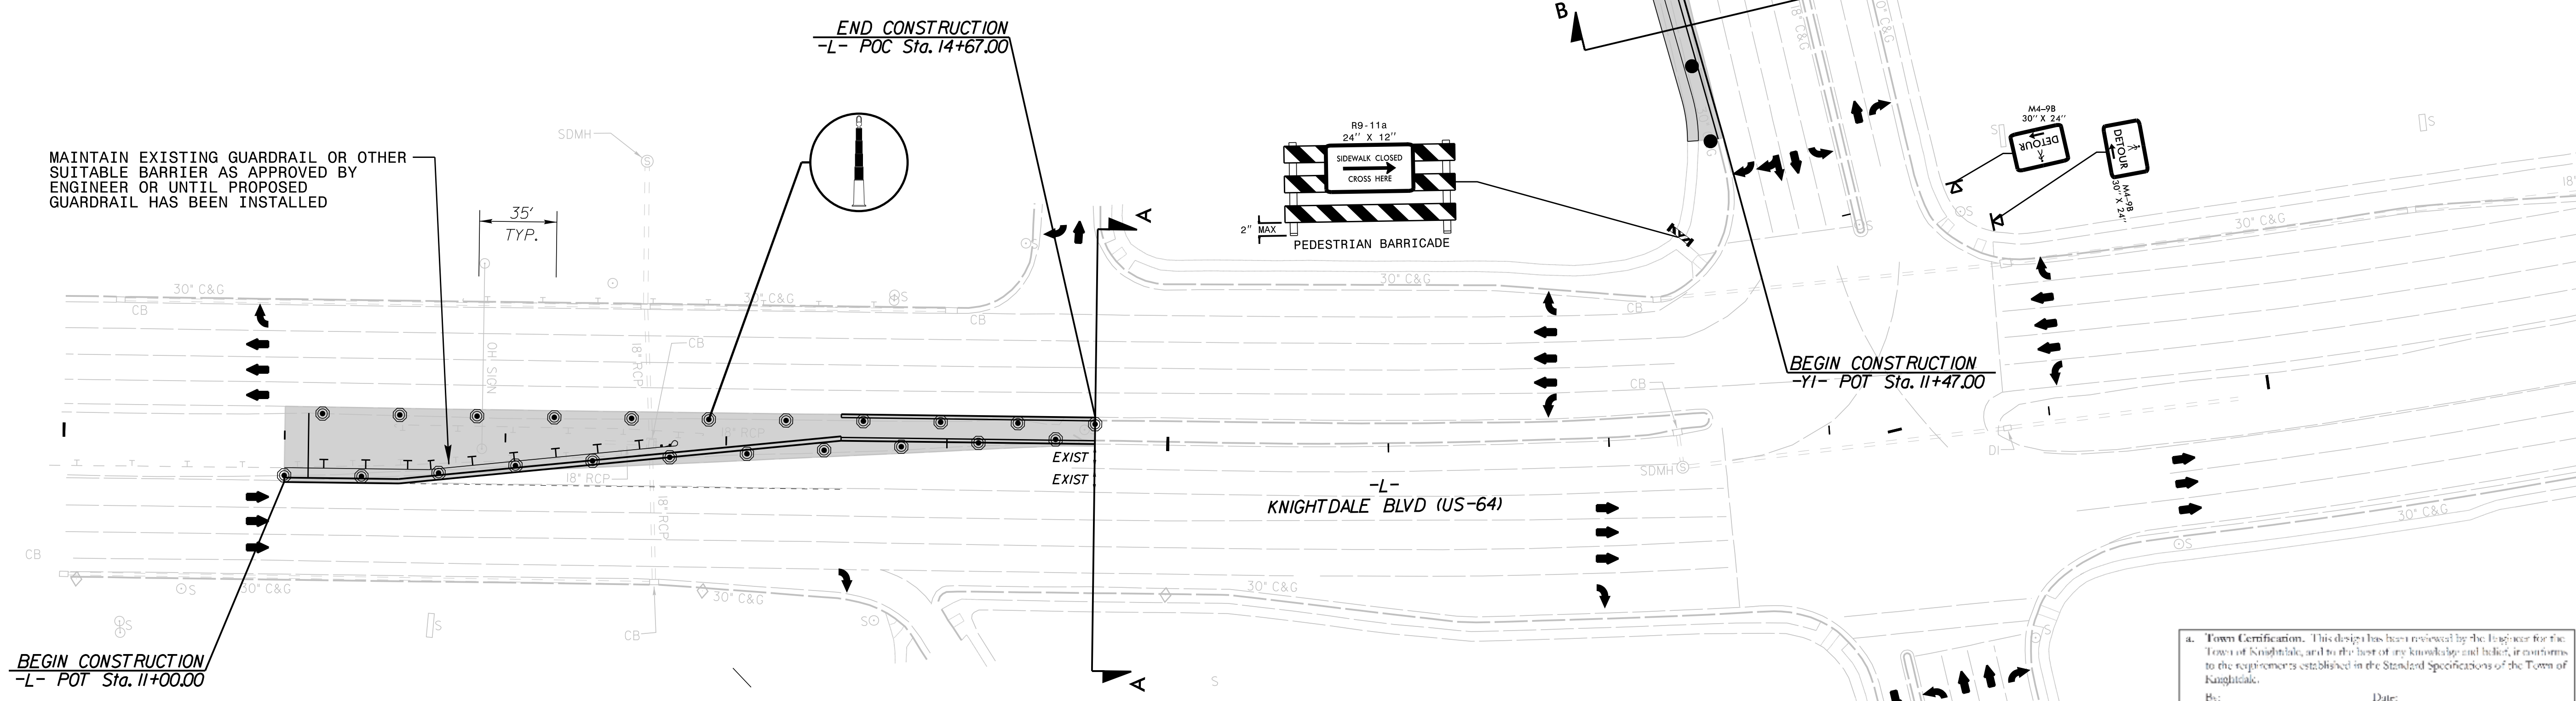 END CONSTRUCTION
-L- POC Sta. 14+67.00
B
18" C&G
30" C&G
MAINTAIN EXISTING GUARDRAIL OR OTHER
SUITABLE BARRIER AS APPROVED BY
ENGINEER OR UNTIL PROPOSED
GUARDRAIL HAS BEEN INSTALLED
SDMH
S
35'
TYP.
A
R9-11a
24" X 12"
SIDEWALK CLOSED
CROSS HERE
2" MAX
PEDESTRIAN BARRICADE
M4-9B
30" X 24"
DETOUR
DETOUR
M4-9B
30" X 24"
S
S
S
S
S
S
30" C&G
30" C&G
30" C&G
30" C&G
18"
CB
CB
CB
CB
CB
S
OH SIGN
18" RCP
18" RCP
18" RCP
18" RCP
BEGIN CONSTRUCTION
-Y1- POT Sta. 11+47.00
EXIST
EXIST
-L-
KNIGHTDALE BLVD (US-64)
SDMH
S
DI
CB
30" C&G
30" C&G
30" C&G
30" C&G
S
S
S
S
S
S
S
CB
A
BEGIN CONSTRUCTION
-L- POT Sta. 11+00.00
a. Town Certification. This design has been reviewed by the Engineer for the
Town of Knightdale, and to the best of my knowledge and belief, it conforms
to the requirements established in the Standard Specifications of the Town of
Knightdale.
By: Date: